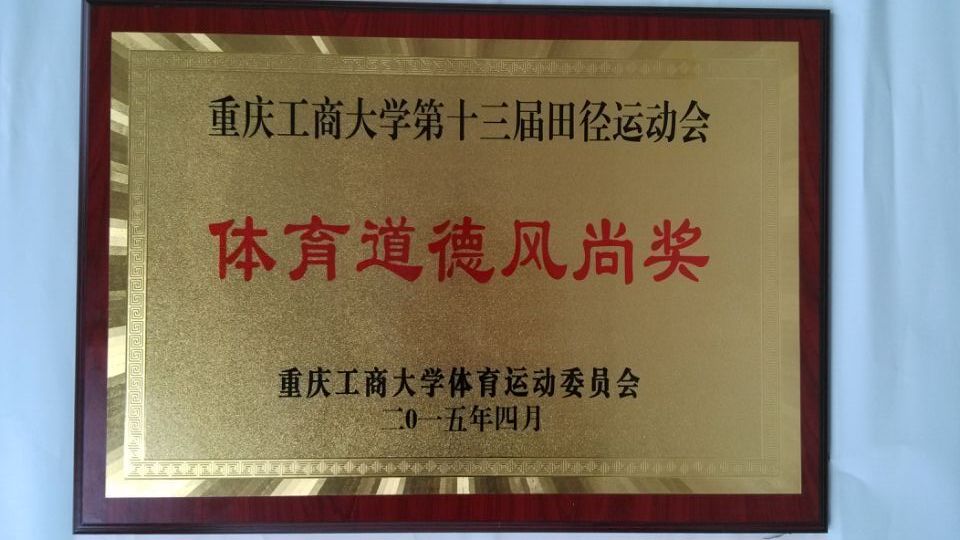 重庆工商大学第十三届田径运动会
体育道德风尚奖
重庆工商大学体育运动委员会
二0一五年四月